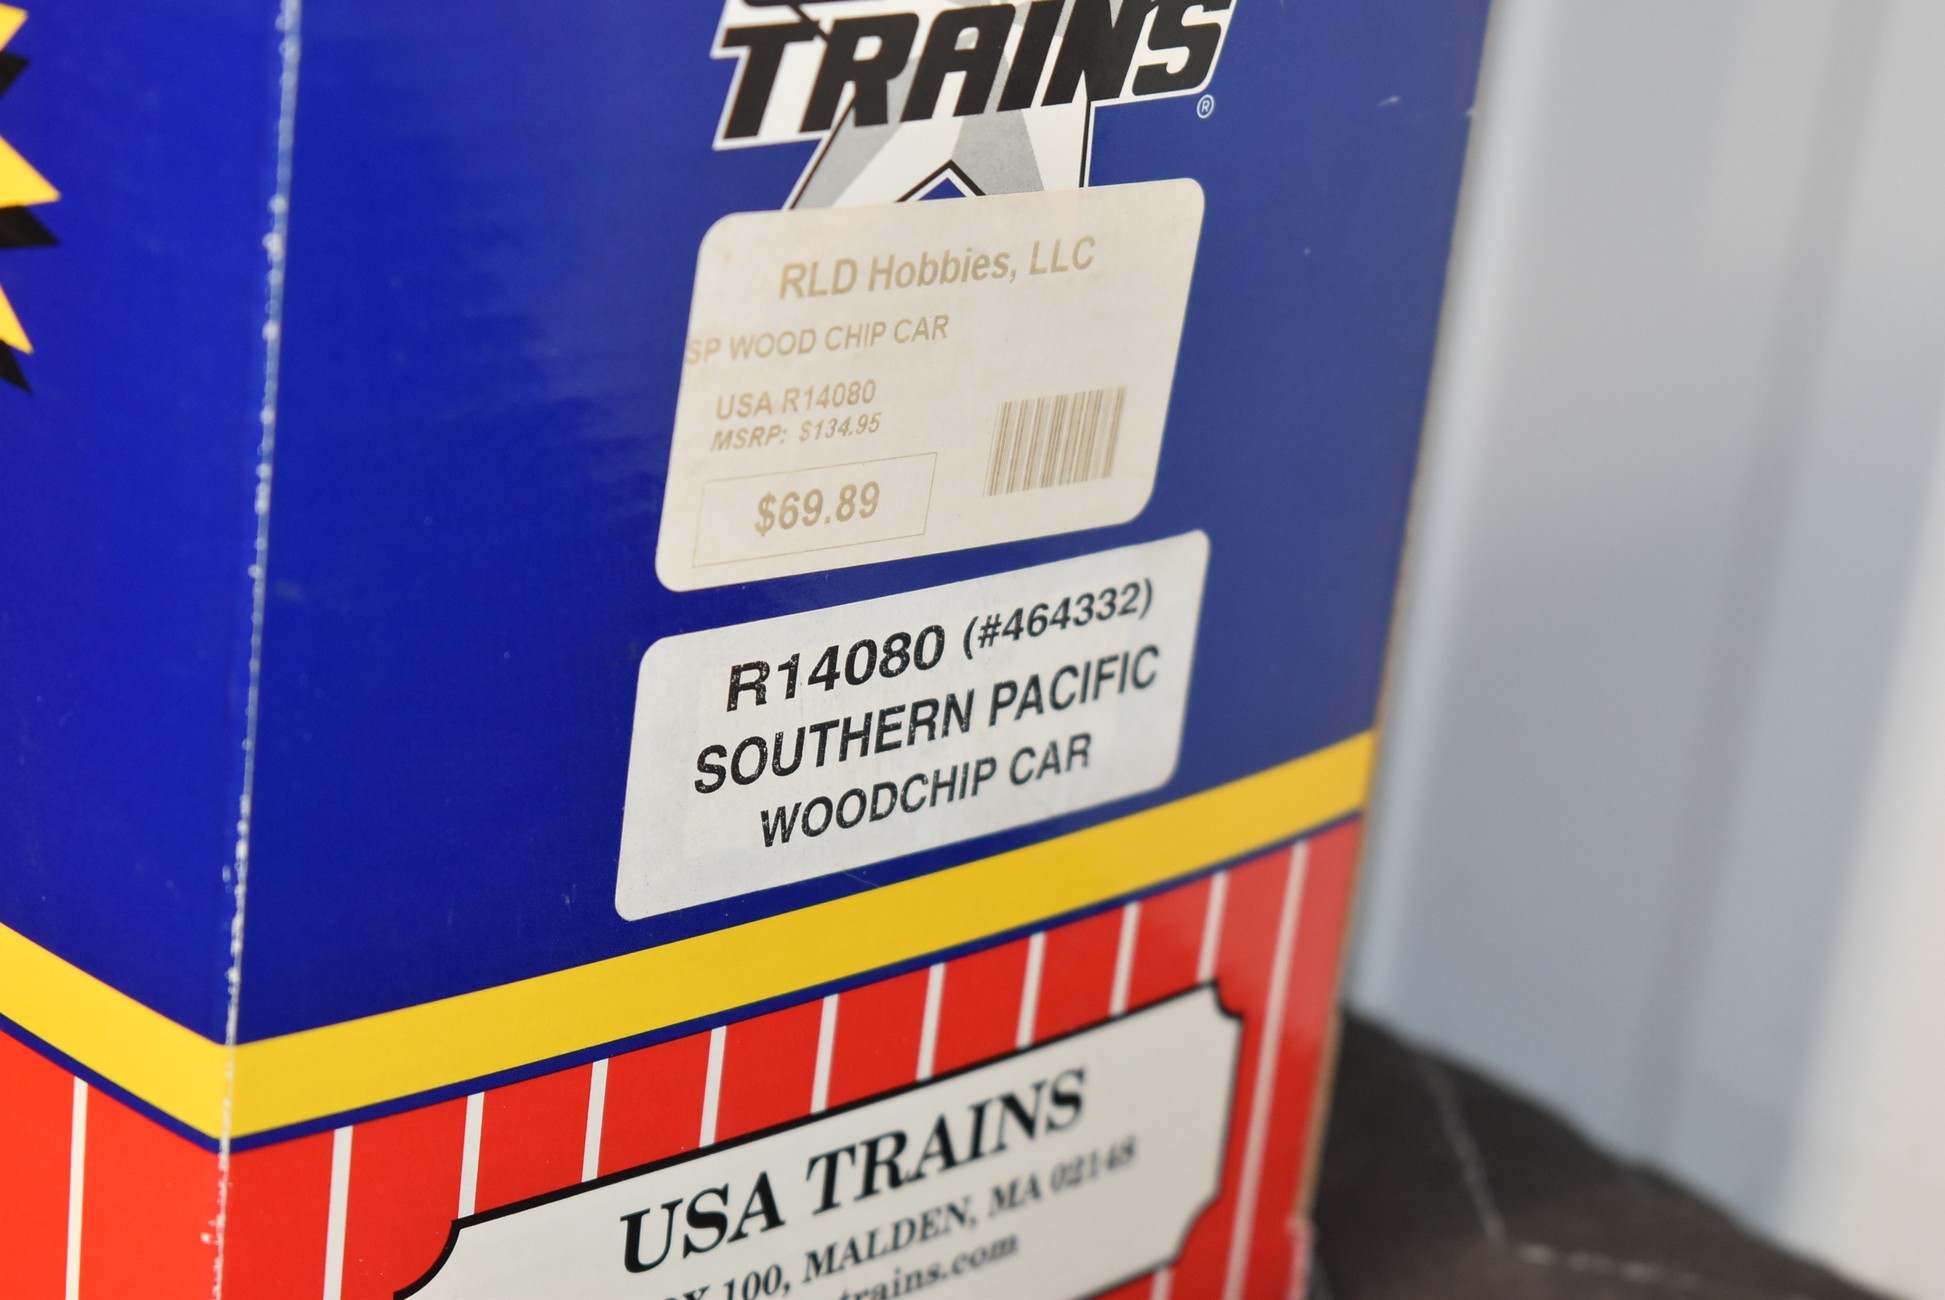 TRAINS®
RLD Hobbies, LLC
SP WOOD CHIP CAR
USA R14080
MSRP: $134.95
$69.89
R14080 (#464332)
SOUTHERN PACIFIC
WOODCHIP CAR
USA TRAINS
100, MALDEN, MA 02148
trains.com